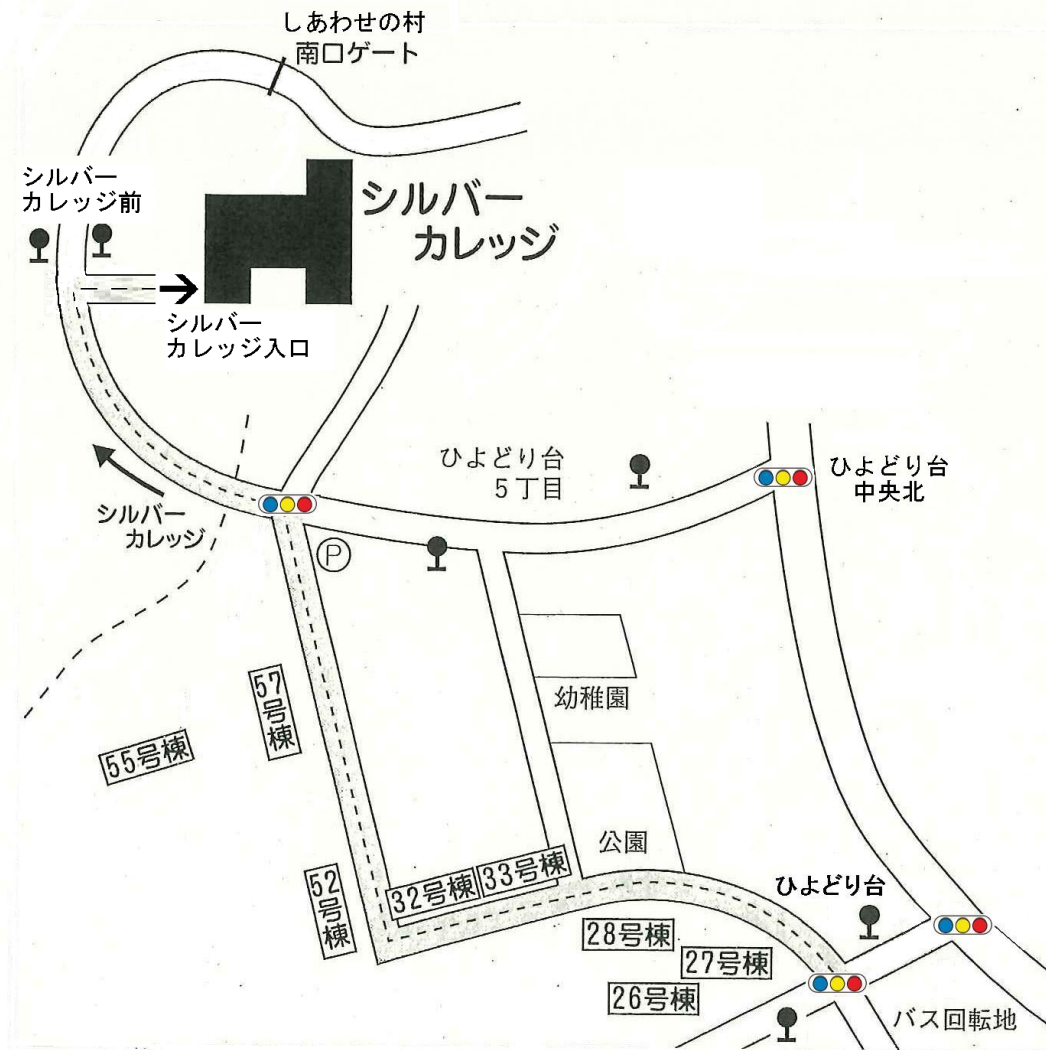 しあわせの村
南口ゲート
シルバー
カレッジ前
シルバー
カレッジ
シルバー
カレッジ入口
ひよどり台
5丁目
ひよどり台
中央北
シルバー
カレッジ
P
57号棟
幼稚園
55号棟
公園
52号棟
32号棟
33号棟
ひよどり台
28号棟
27号棟
26号棟
バス回転地